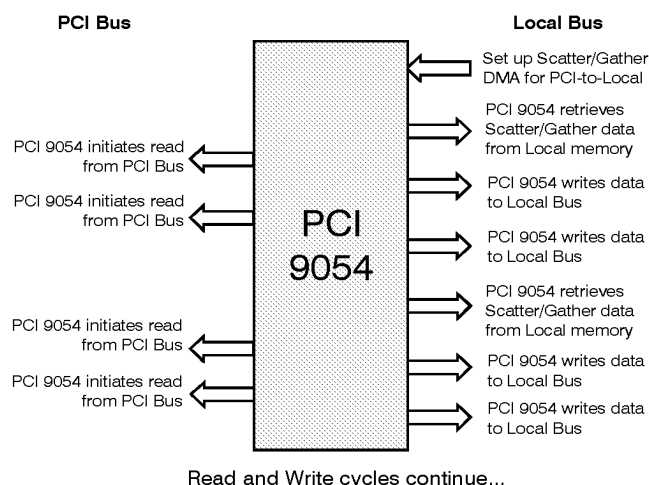 PCI Bus
Local Bus
Set up Scatter/Gather
DMA for PCI-to-Local
PCI 9054 retrieves
Scatter/Gather data
from Local memory
PCI 9054 initiates read
from PCI Bus
PCI 9054 writes data
to Local Bus
PCI 9054 initiates read
from PCI Bus
PCI
9054
PCI 9054 writes data
to Local Bus
PCI 9054 retrieves
Scatter/Gather data
from Local memory
PCI 9054 initiates read
from PCI Bus
PCI 9054 writes data
to Local Bus
PCI 9054 initiates read
from PCI Bus
PCI 9054 writes data
to Local Bus
Read and Write cycles continue...